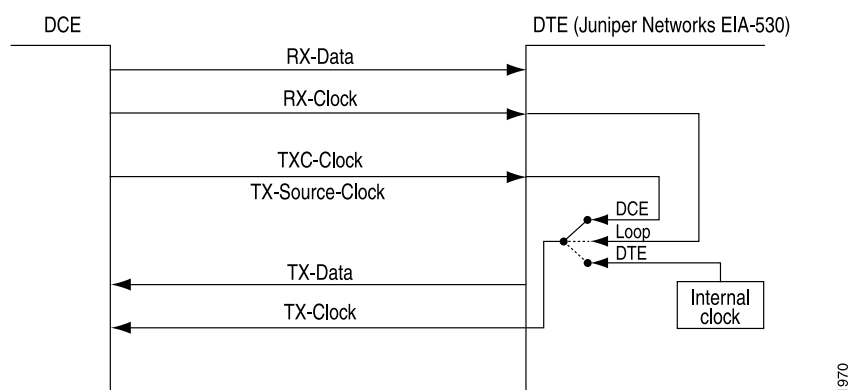 DCE
DTE (Juniper Networks EIA-530)
RX-Data
RX-Clock
TXC-Clock
TX-Source-Clock
DCE
Loop
DTE
TX-Data
TX-Clock
Internal
clock
1970